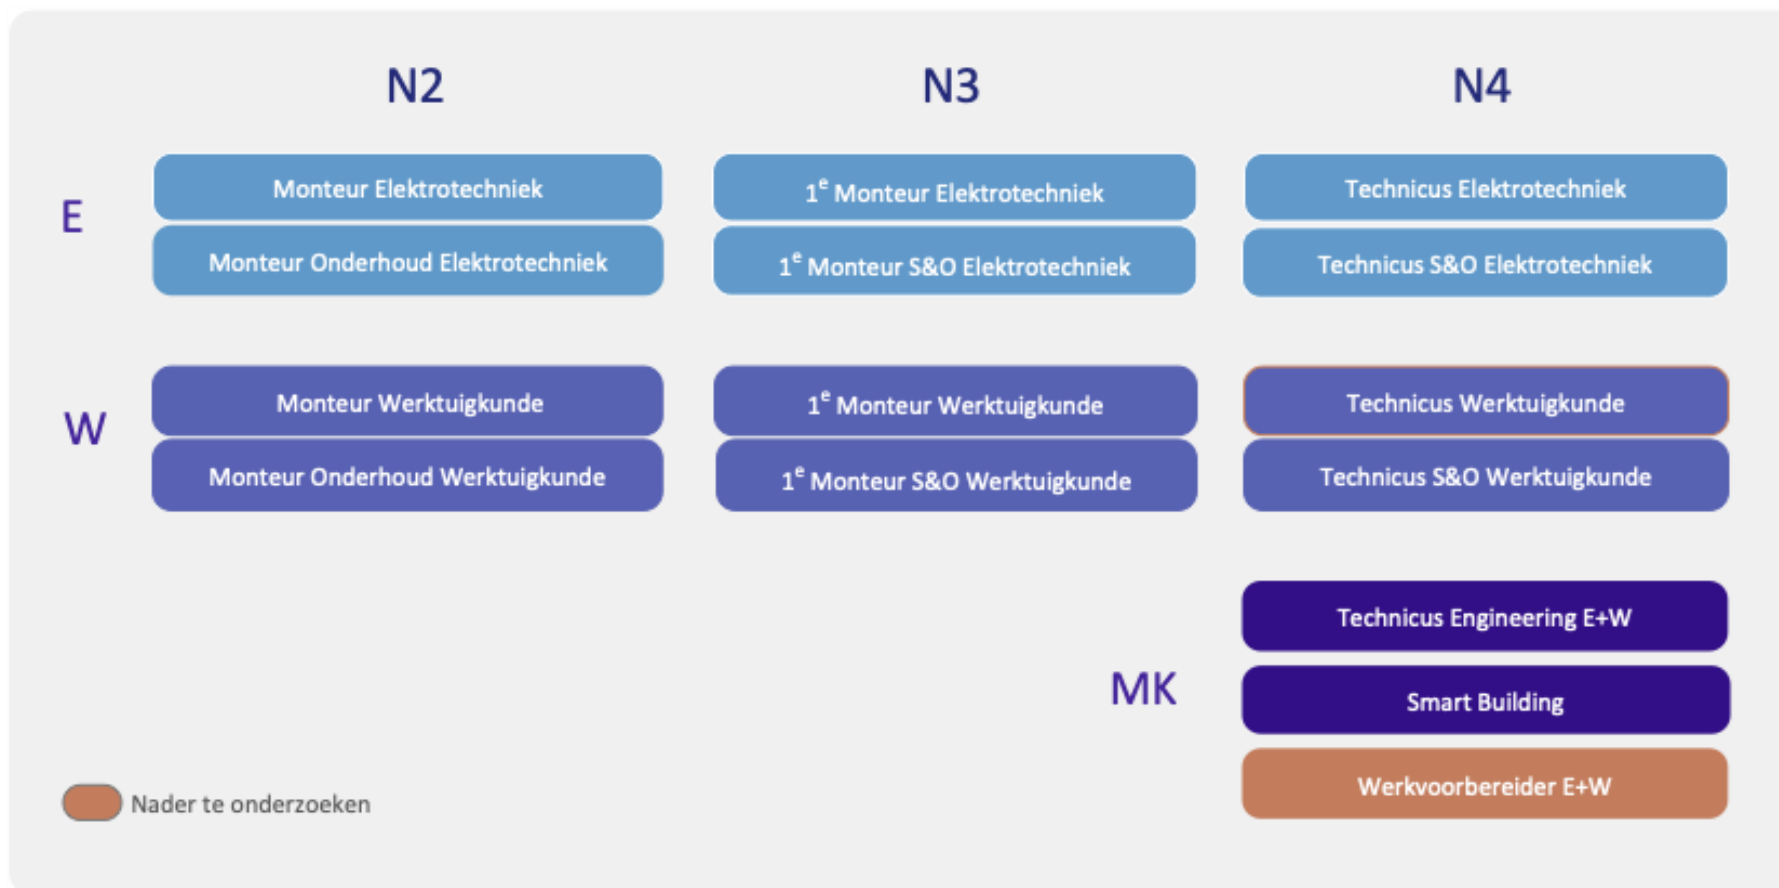 N2 N3 N4
E
Monteur Elektrotechniek 1e Monteur Elektrotechniek Technicus Elektrotechniek
Monteur Onderhoud Elektrotechniek 1e Monteur S&O Elektrotechniek Technicus S&O Elektrotechniek
W
Monteur Werktuigkunde 1e Monteur Werktuigkunde Technicus Werktuigkunde
Monteur Onderhoud Werktuigkunde 1e Monteur S&O Werktuigkunde Technicus S&O Werktuigkunde
MK
Technicus Engineering E+W
Smart Building
Werkvoorbereider E+W
Nader te onderzoeken